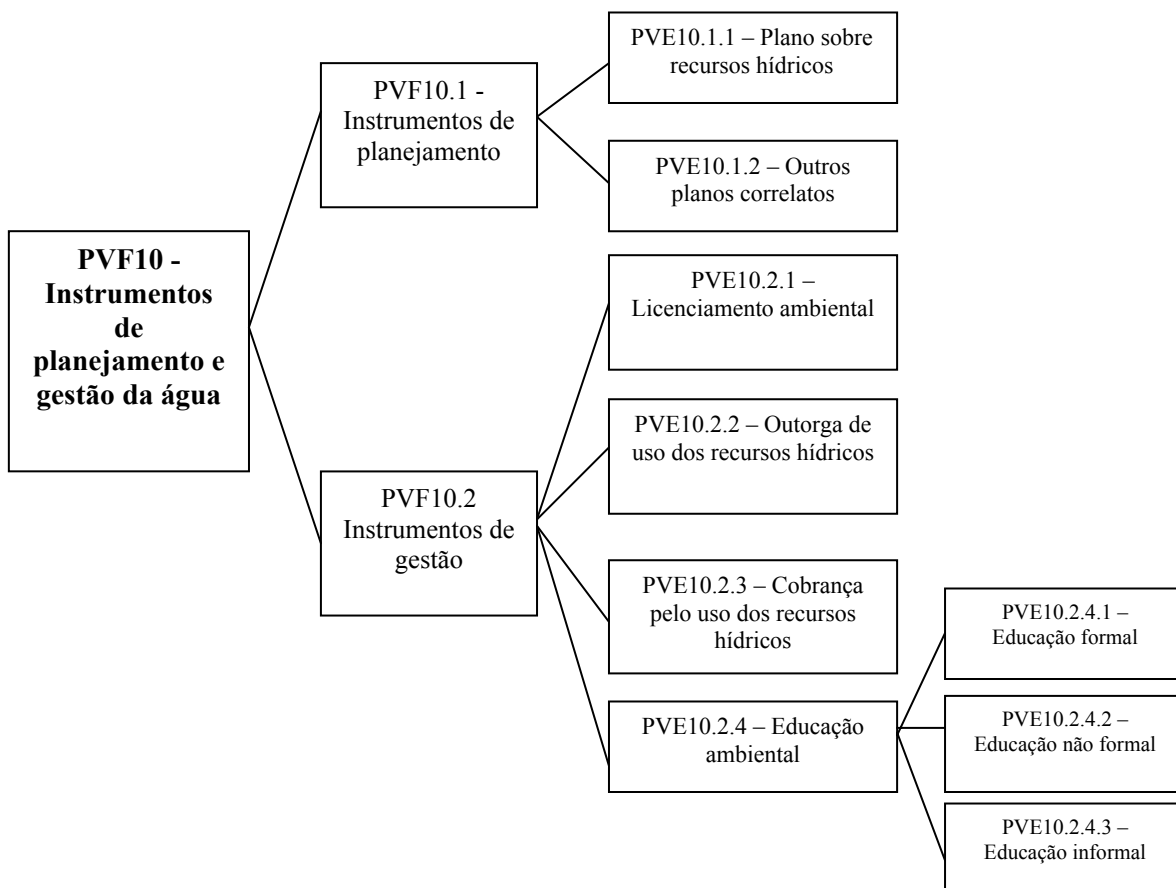 PVF10 -
Instrumentos
de
planejamento e
gestão da água
PVF10.1 -
Instrumentos de
planejamento
PVE10.1.1 – Plano sobre
recursos hídricos
PVE10.1.2 – Outros
planos correlatos
PVF10.2
Instrumentos de
gestão
PVE10.2.1 –
Licenciamento ambiental
PVE10.2.2 – Outorga de
uso dos recursos hídricos
PVE10.2.3 – Cobrança
pelo uso dos recursos
hídricos
PVE10.2.4 – Educação
ambiental
PVE10.2.4.1 –
Educação formal
PVE10.2.4.2 –
Educação não formal
PVE10.2.4.3 –
Educação informal